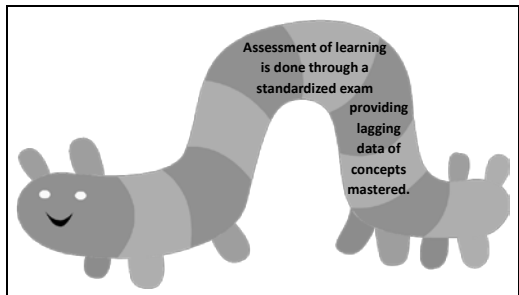 Assessment of learning
is done through a
standardized exam
providing
lagging
data of
concepts
mastered.